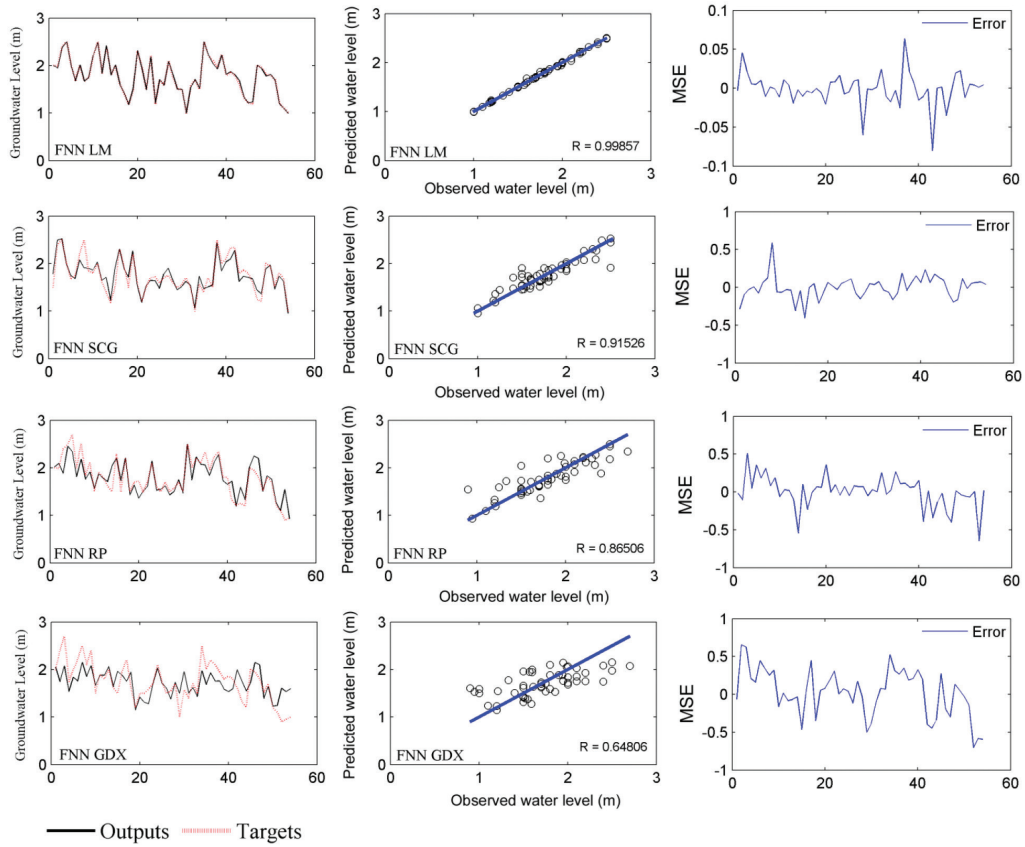 Groundwater Level (m)
3
2
1
0
0 20 40 60
FNN LM
Predicted water level (m)
3
2
1
0
0 1 2 3
FNN LM
R = 0.99857
Observed water level (m)
MSE
0.1
0.05
0
-0.05
0.1
0 20 40 60
Error
Groundwater Level (m)
3
2
1
0
0 20 40 60
FNN SCG
Predicted water level (m)
3
2
1
0
0 1 2 3
FNN SCG
R = 0.91526
Observed water level (m)
MSE
1
0.5
0
-0.5
-1
0 20 40 60
Error
Groundwater Level (m)
3
2
1
0
0 20 40 60
FNN RP
Predicted water level (m)
3
2
1
0
0 1 2 3
FNN RP
R = 0.86506
Observed water level (m)
MSE
1
0.5
0
-0.5
-1
0 20 40 60
Error
Groundwater Level (m)
3
2
1
0
0 20 40 60
FNN GDX
Predicted water level (m)
3
2
1
0
0 1 2 3
FNN GDX
R = 0.64806
Observed water level (m)
MSE
1
0.5
0
-0.5
-1
0 20 40 60
Error
Outputs Targets